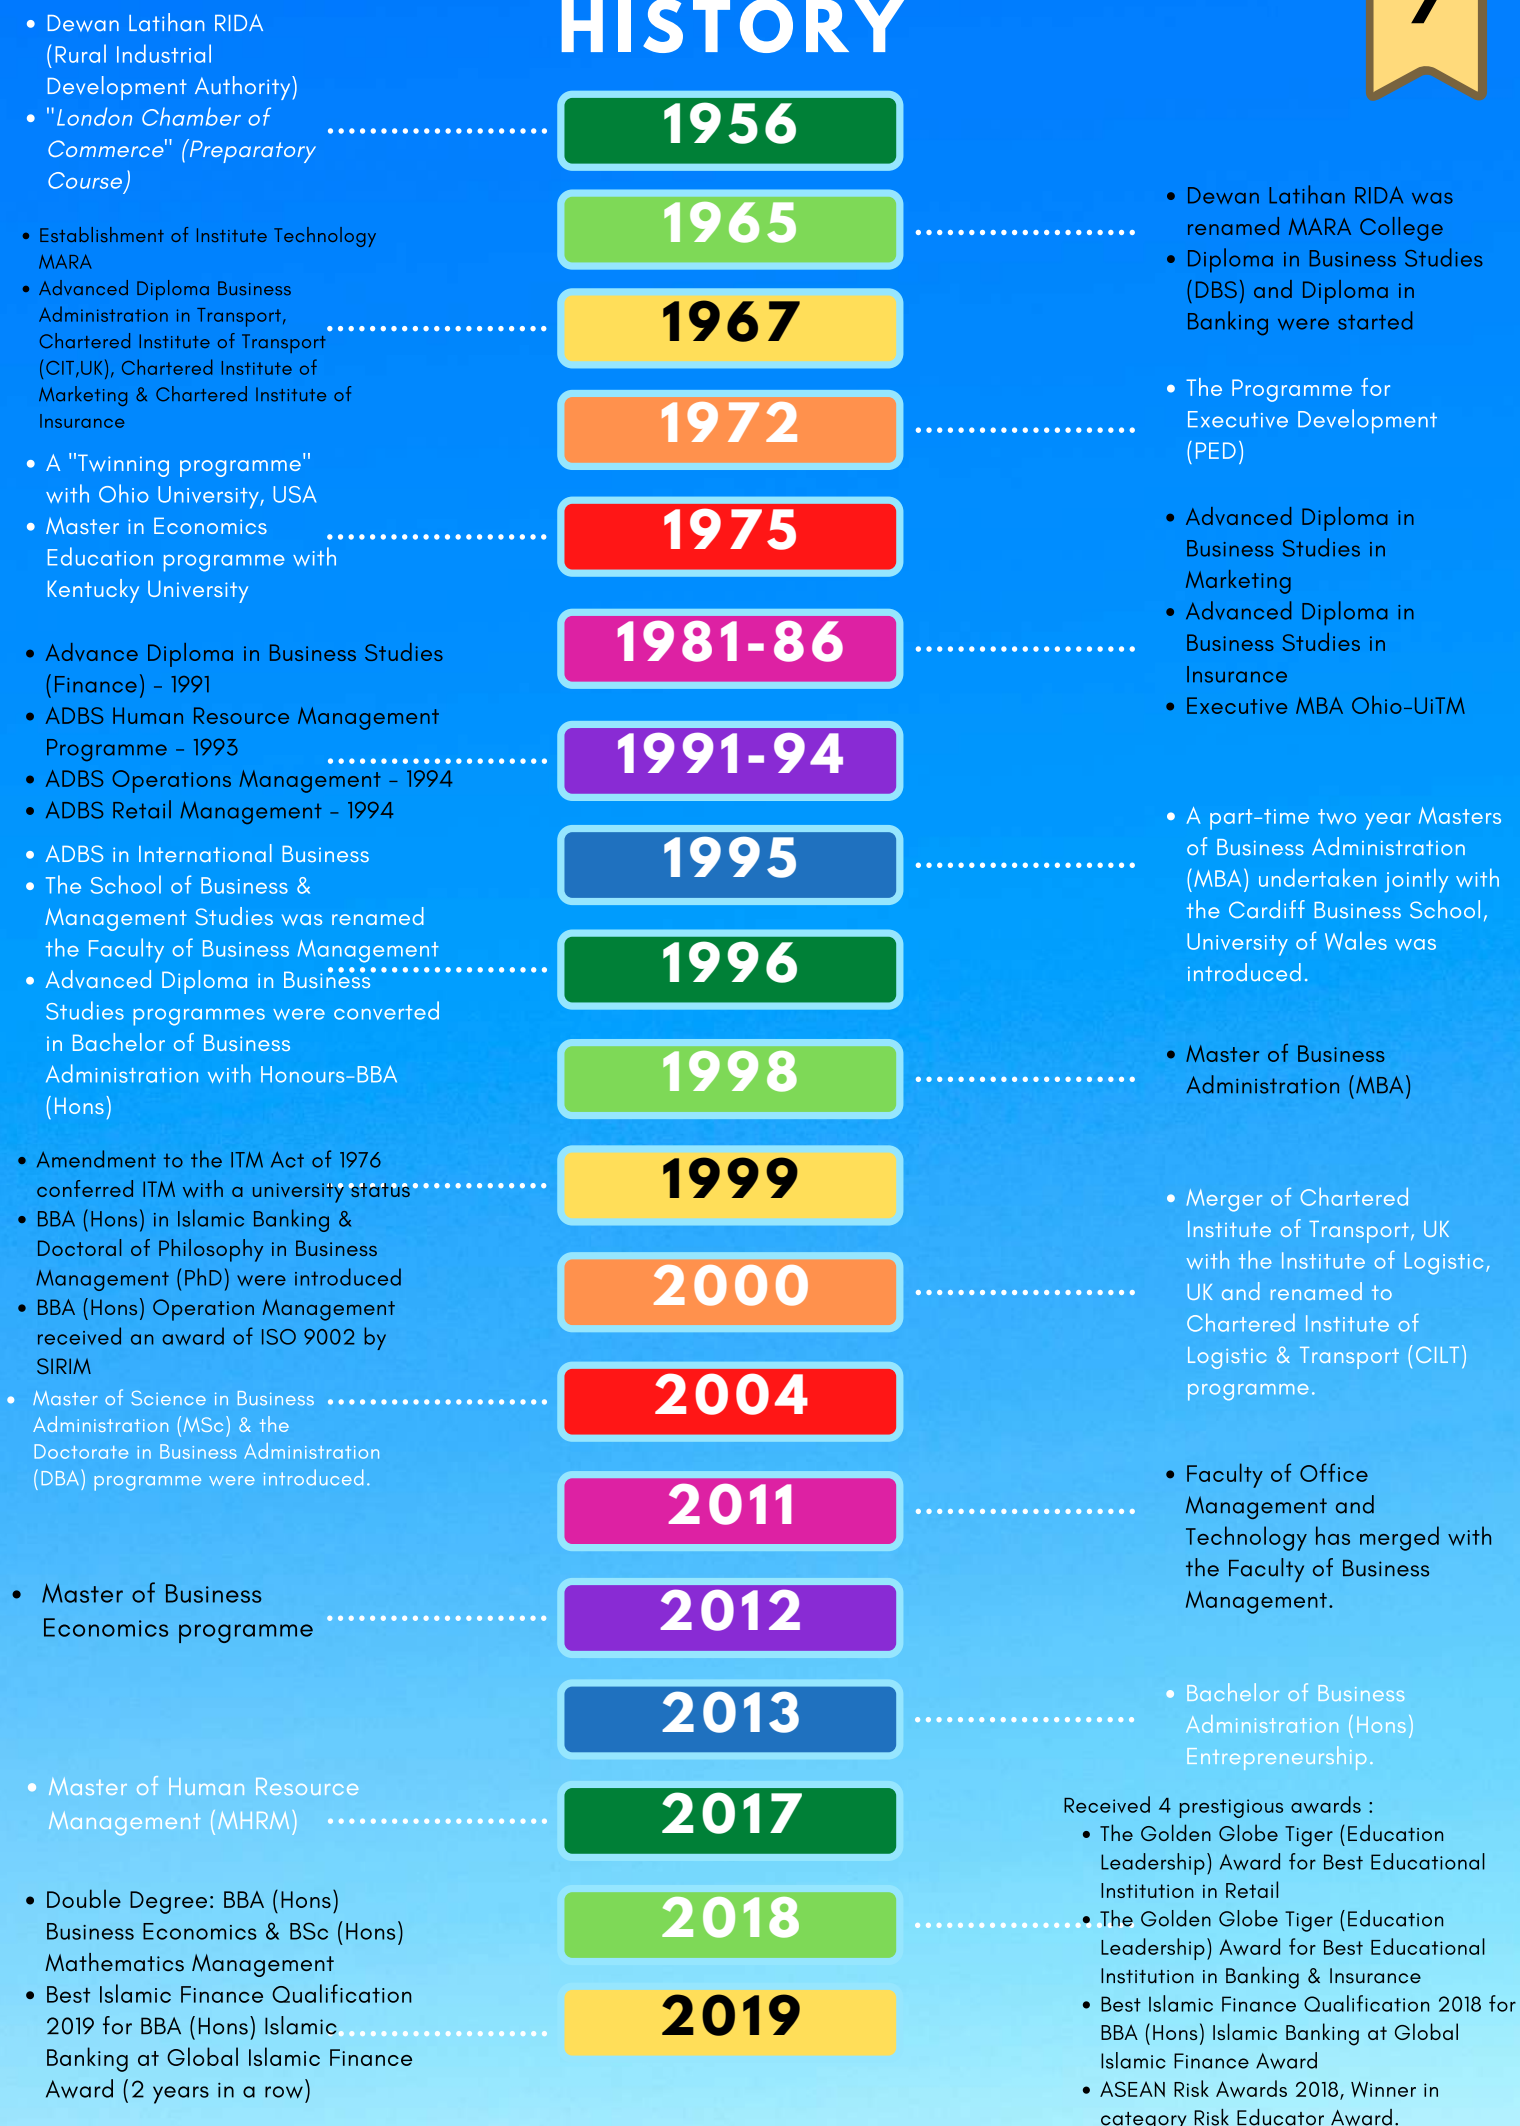 HISTORY
7
• Dewan Latihan RIDA
(Rural Industrial
Development Authority)
• "London Chamber of
Commerce" (Preparatory
Course)
1956
1965
• Dewan Latihan RIDA was
renamed MARA College
• Diploma in Business Studies
(DBS) and Diploma in
Banking were started
• Establishment of Institute Technology
MARA
• Advanced Diploma Business
Administration in Transport,
Chartered Institute of Transport
(CIT,UK), Chartered Institute of
Marketing & Chartered Institute of
Insurance
1967
1972
• The Programme for
Executive Development
(PED)
• A "Twinning programme"
with Ohio University, USA
• Master in Economics
Education programme with
Kentucky University
1975
1981-86
• Advanced Diploma in
Business Studies in
Marketing
• Advanced Diploma in
Business Studies in
Insurance
• Executive MBA Ohio-UiTM
• Advance Diploma in Business Studies
(Finance) - 1991
• ADBS Human Resource Management
Programme - 1993
• ADBS Operations Management - 1994
• ADBS Retail Management - 1994
1991-94
1995
• A part-time two year Masters
of Business Administration
(MBA) undertaken jointly with
the Cardiff Business School,
University of Wales was
introduced.
• ADBS in International Business
• The School of Business &
Management Studies was renamed
the Faculty of Business Management
• Advanced Diploma in Business
Studies programmes were converted
in Bachelor of Business
Administration with Honours-BBA
(Hons)
1996
1998
• Master of Business
Administration (MBA)
• Amendment to the ITM Act of 1976
conferred ITM with a university status
• BBA (Hons) in Islamic Banking &
Doctoral of Philosophy in Business
Management (PhD) were introduced
• BBA (Hons) Operation Management
received an award of ISO 9002 by
SIRIM
1999
2000
• Merger of Chartered
Institute of Transport, UK
with the Institute of Logistic,
UK and renamed to
Chartered Institute of
Logistic & Transport (CILT)
programme.
• Master of Science in Business
Administration (MSc) & the
Doctorate in Business Administration
(DBA) programme were introduced.
2004
2011
• Faculty of Office
Management and
Technology has merged with
the Faculty of Business
Management.
• Master of Business
Economics programme
2012
2013
• Bachelor of Business
Administration (Hons)
Entrepreneurship.
• Master of Human Resource
Management (MHRM)
2017
2018
Received 4 prestigious awards :
• The Golden Globe Tiger (Education
Leadership) Award for Best Educational
Institution in Retail
• The Golden Globe Tiger (Education
Leadership) Award for Best Educational
Institution in Banking & Insurance
• Best Islamic Finance Qualification 2018 for
BBA (Hons) Islamic Banking at Global
Islamic Finance Award
• ASEAN Risk Awards 2018, Winner in
category Risk Educator Award.
• Double Degree: BBA (Hons)
Business Economics & BSc (Hons)
Mathematics Management
• Best Islamic Finance Qualification
2019 for BBA (Hons) Islamic
Banking at Global Islamic Finance
Award (2 years in a row)
2019